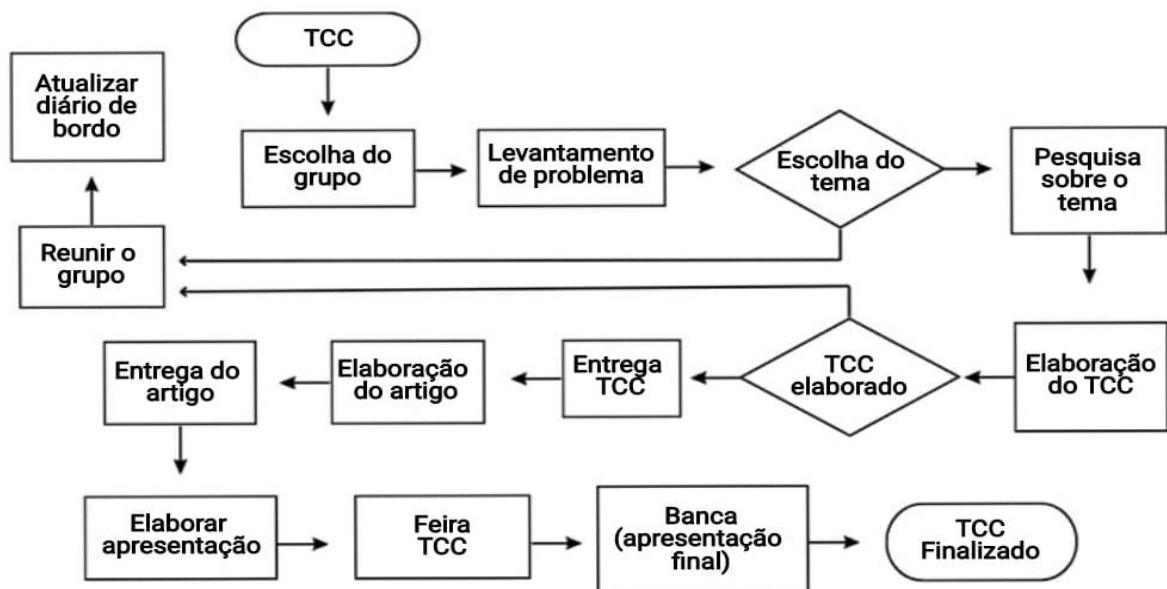 TCC
Atualizar
diário de
bordo
Escolha do
grupo
Levantamento
de problema
Escolha do
tema
Pesquisa
sobre o
tema
Reunir o
grupo
Entrega do
artigo
Elaboração
do artigo
Entrega
TCC
TCC
elaborado
Elaboração
do TCC
Elaborar
apresentação
Feira
TCC
Banca
(apresentação
final)
TCC
Finalizado